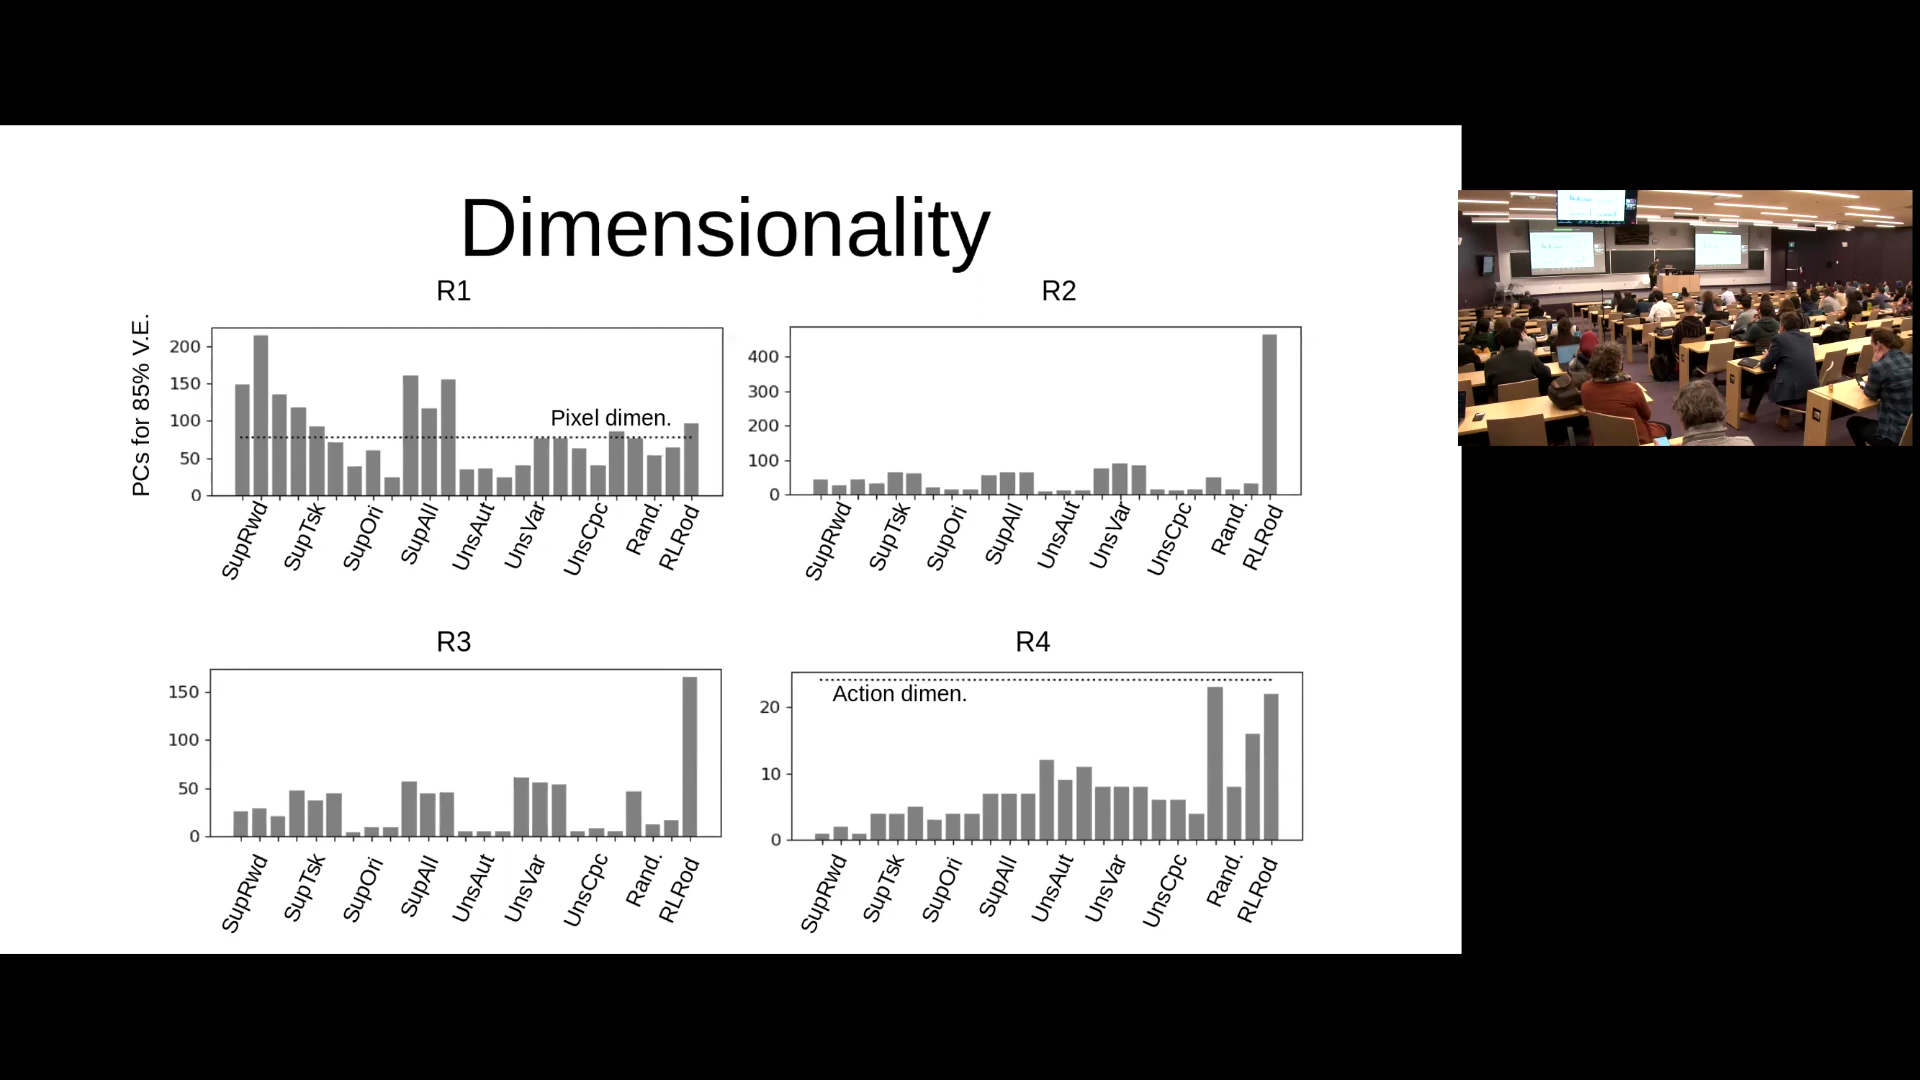 Dimensionality
R1
PCs for 85% V.E.
200
150
100
50
0
Pixel dimen.
SupRwd
SupTsk
SupOri
SupAll
UnsAut
UnsVar
UnsCpc
Rand.
RLRod
R2
400
300
200
100
0
SupRwd
SupTsk
SupOri
SupAll
UnsAut
UnsVar
UnsCpc
Rand.
RLRod
R3
150
100
50
0
SupRwd
SupTsk
SupOri
SupAll
UnsAut
UnsVar
UnsCpc
Rand.
RLRod
R4
20
10
0
Action dimen.
SupRwd
SupTsk
SupOri
SupAll
UnsAut
UnsVar
UnsCpc
Rand.
RLRod